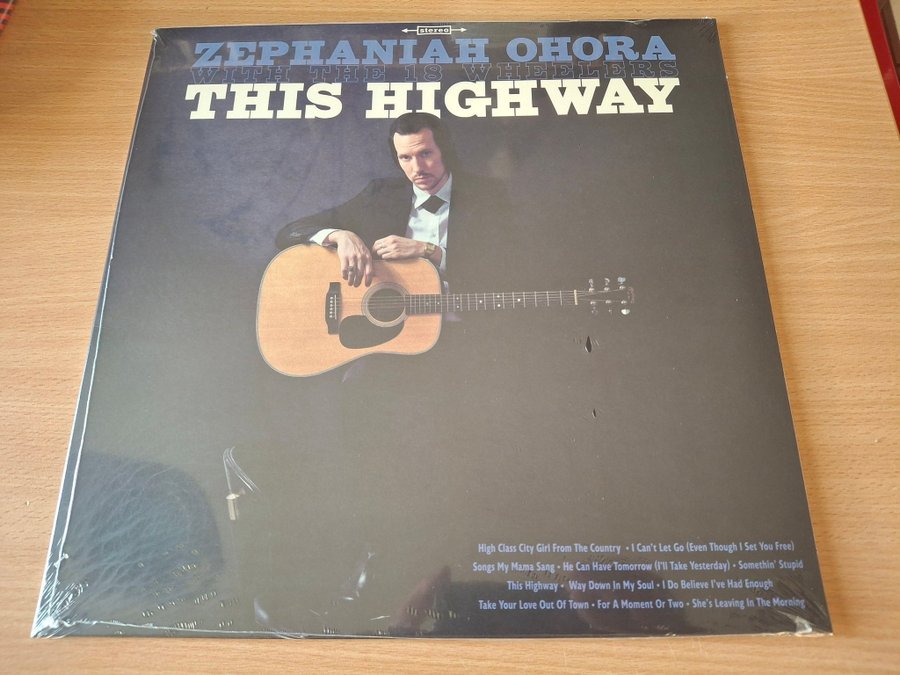 stereo
ZEPHANIAH OHORA
WITH THE 18 WHEELERS
THIS HIGHWAY
High Class City Girl From The Country • I Can't Let Go (Even Though I Set You Free)
Songs My Mama Sang • He Can Have Tomorrow (I'll Take Yesterday) • Somethin' Stupid
This Highway • Way Down In My Soul • I Do Believe I've Had Enough
Take Your Love Out Of Town • For A Moment Or Two • She's Leaving In The Morning